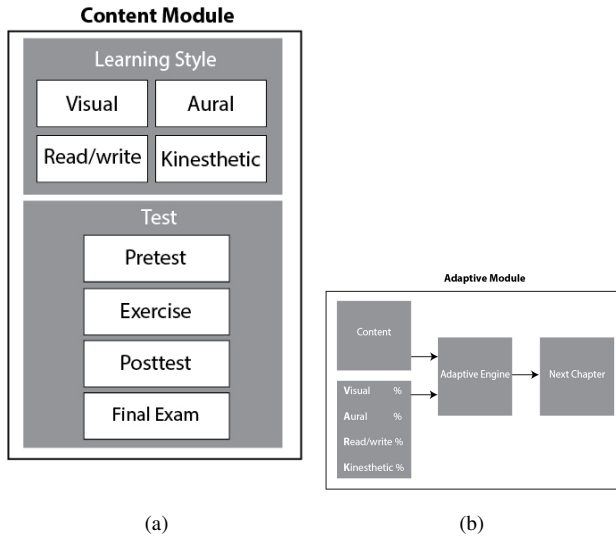 Content Module
Learning Style
Visual
Aural
Read/write
Kinesthetic
Test
Pretest
Exercise
Posttest
Final Exam
(a)
Adaptive Module
Content
Visual %
Aural %
Read/write %
Kinesthetic %
Adaptive Engine
Next Chapter
(b)